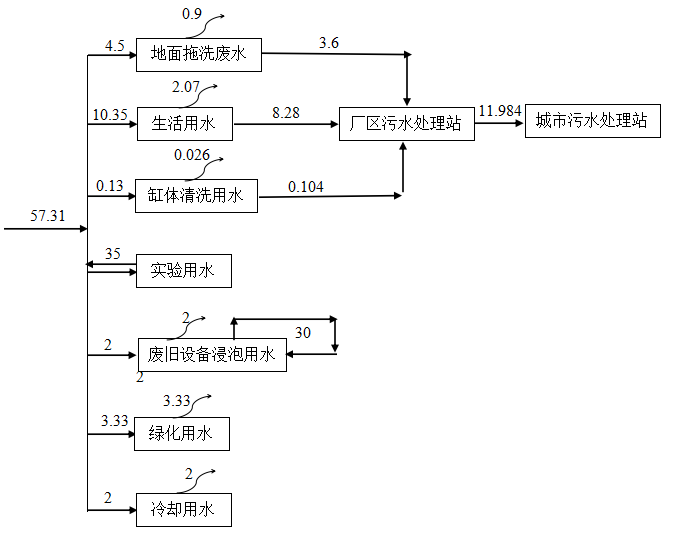 0.9
4.5
地面拖洗废水
3.6
2.07
10.35
生活用水
8.28
厂区污水处理站
11.984
城市污水处理站
0.026
0.13
缸体清洗用水
0.104
57.31
35
实验用水
2
30
2
废旧设备浸泡用水
2
3.33
3.33
绿化用水
2
2
冷却用水